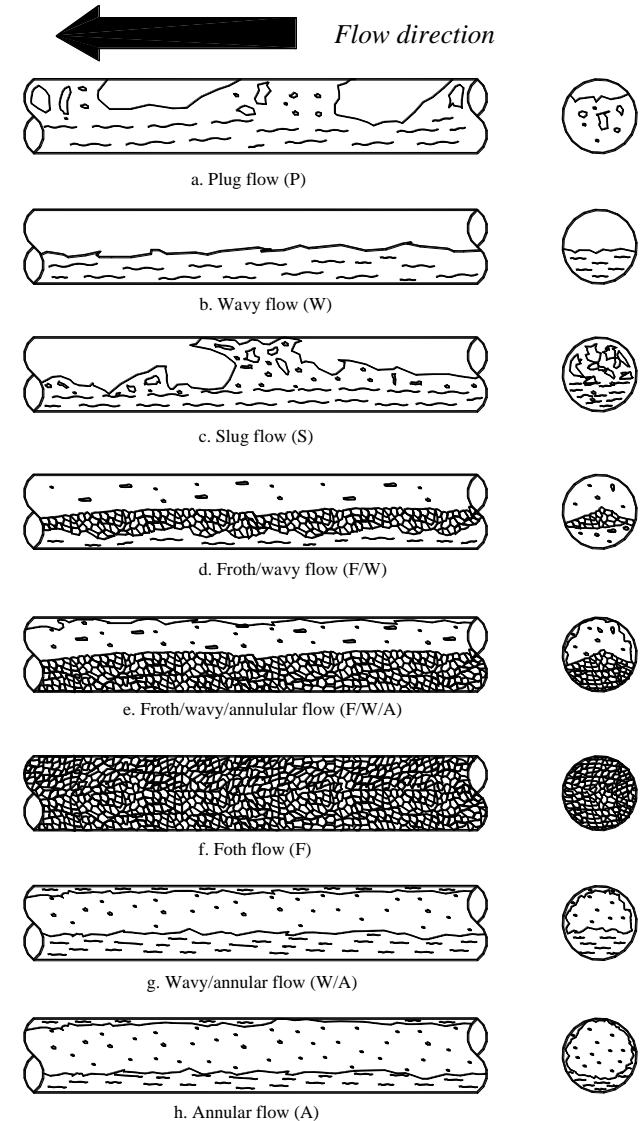 Flow direction
a. Plug flow (P)
b. Wavy flow (W)
c. Slug flow (S)
d. Froth/wavy flow (F/W)
e. Froth/wavy/annulular flow (F/W/A)
f. Foth flow (F)
g. Wavy/annular flow (W/A)
h. Annular flow (A)